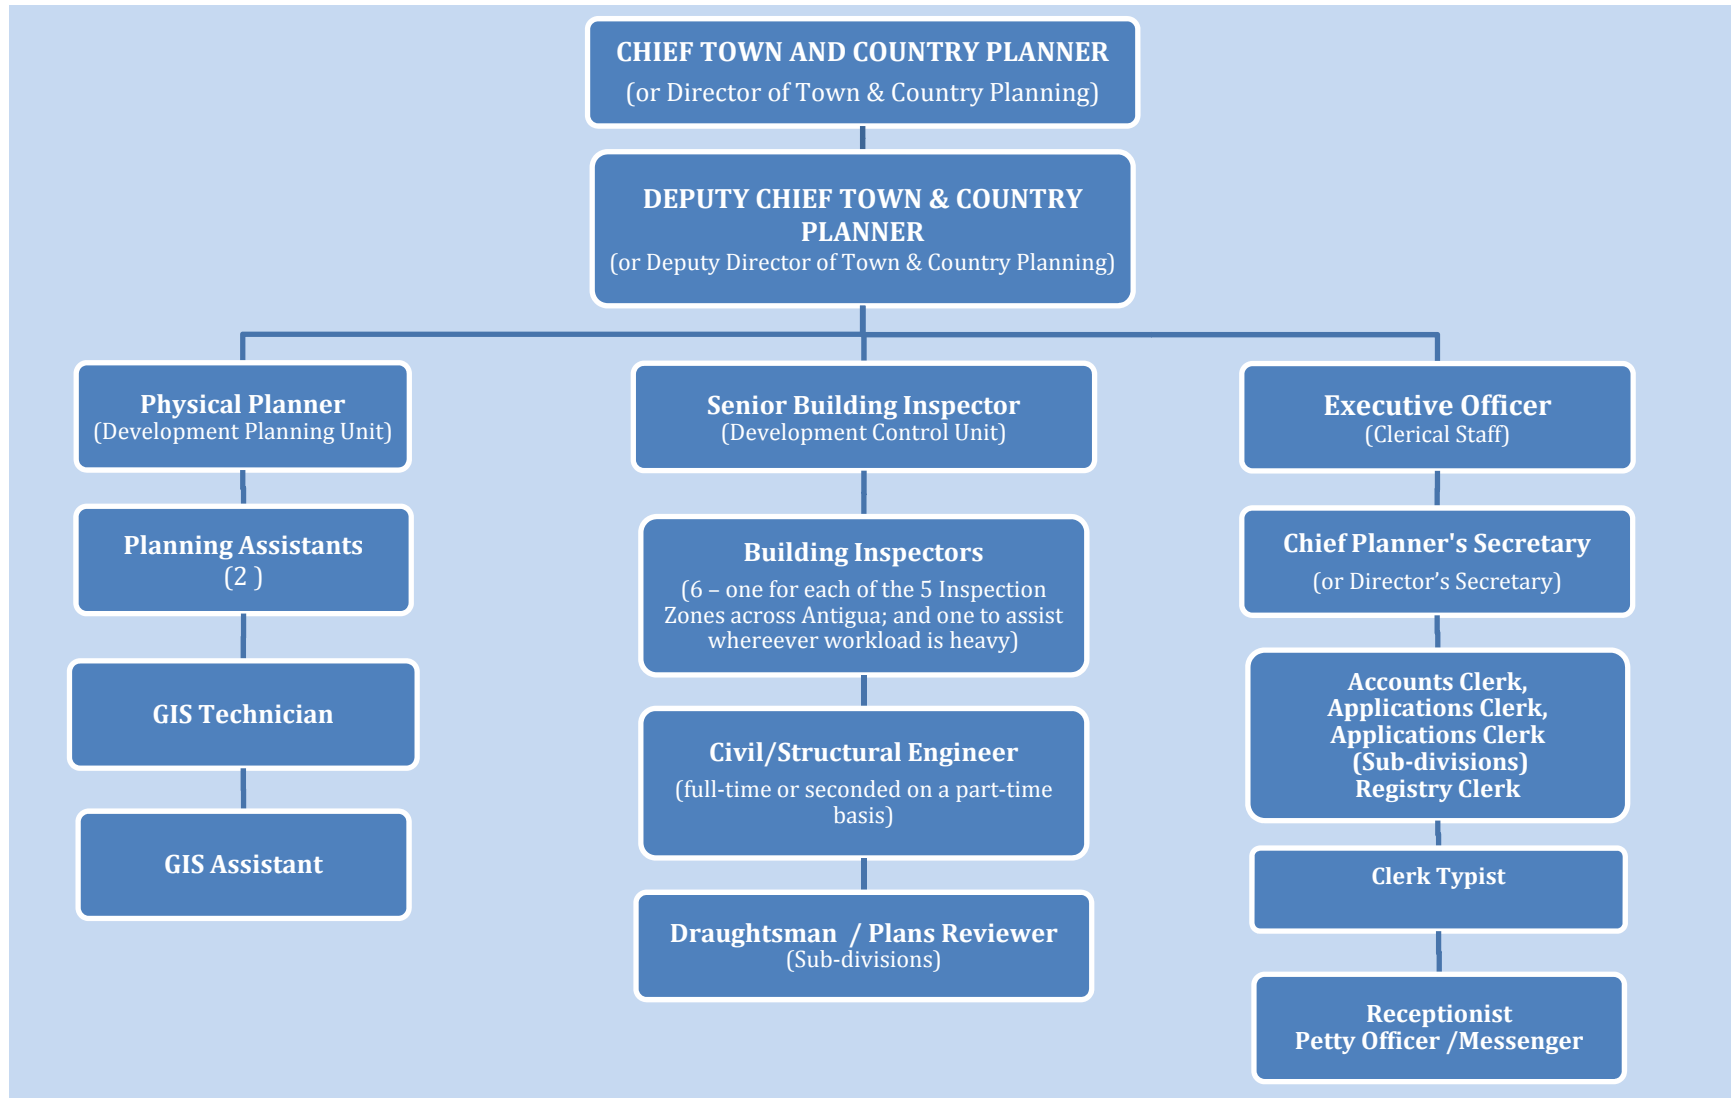 CHIEF TOWN AND COUNTRY PLANNER
(or Director of Town & Country Planning)
DEPUTY CHIEF TOWN & COUNTRY
PLANNER
(or Deputy Director of Town & Country Planning)
Physical Planner
(Development Planning Unit)
Planning Assistants
(2 )
GIS Technician
GIS Assistant
Senior Building Inspector
(Development Control Unit)
Building Inspectors
(6 – one for each of the 5 Inspection
Zones across Antigua; and one to assist
whereever workload is heavy)
Civil/Structural Engineer
(full-time or seconded on a part-time
basis)
Draughtsman / Plans Reviewer
(Sub-divisions)
Executive Officer
(Clerical Staff)
Chief Planner's Secretary
(or Director’s Secretary)
Accounts Clerk,
Applications Clerk,
Applications Clerk
(Sub-divisions)
Registry Clerk
Clerk Typist
Receptionist
Petty Officer /Messenger